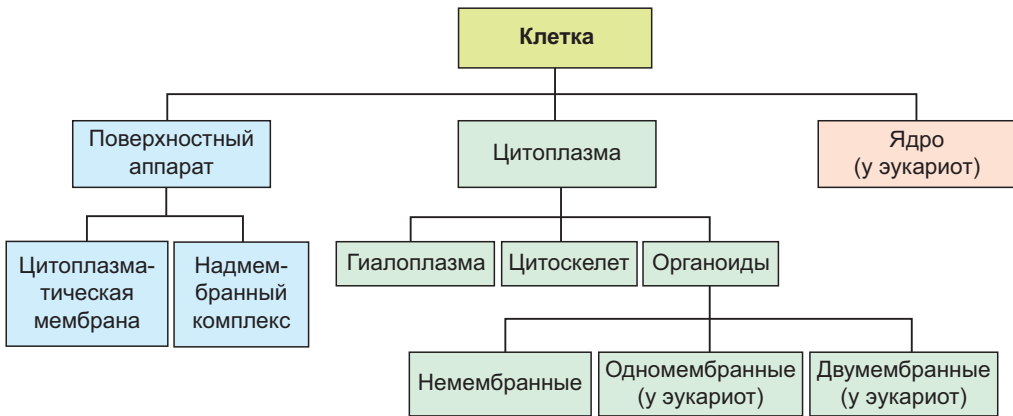 Клетка
Поверхностный
аппарат
Цитоплазма
Ядро
(у эукариот)
Цитоплазма-
тическая
мембрана
Надмем-
бранный
комплекс
Гиалоплазма
Цитоскелет
Органоиды
Немембранные
Одномембранные
(у эукариот)
Двумембранные
(у эукариот)